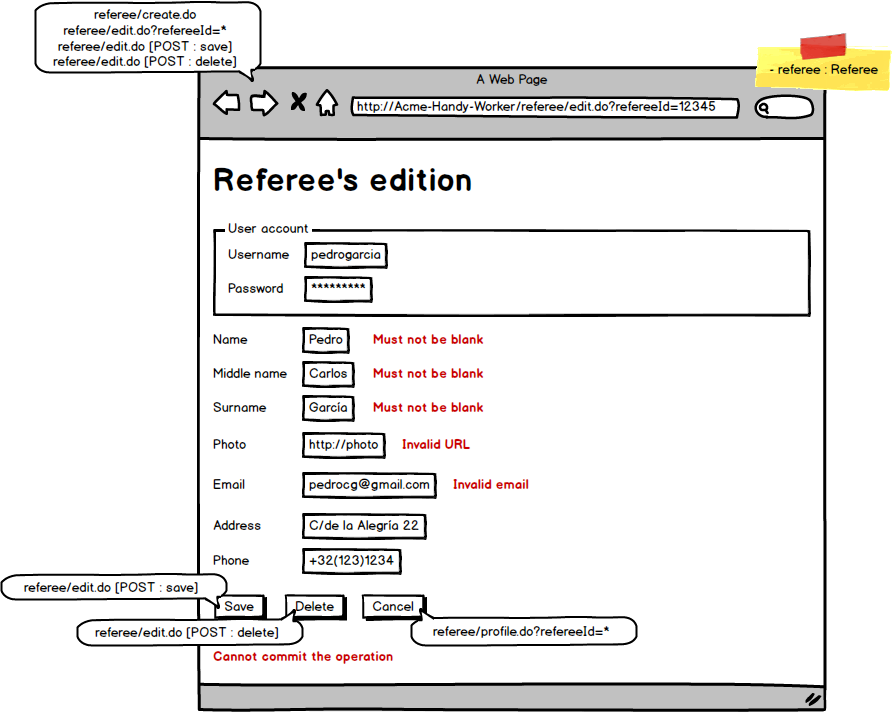 referee/create.do
referee/edit.do?refereeId=*
referee/edit.do [POST : save]
referee/edit.do [POST : delete]
- referee : Referee
A Web Page
http://Acme-Handy-Worker/referee/edit.do?refereeId=12345
Referee's edition
User account
Username pedrogarcia
Password *********
Name Pedro Must not be blank
Middle name Carlos Must not be blank
Surname García Must not be blank
Photo http://photo Invalid URL
Email pedrocg@gmail.com Invalid email
Address C/de la Alegría 22
Phone +32(123)1234
referee/edit.do [POST : save]
Save Delete Cancel
referee/edit.do [POST : delete]
referee/profile.do?refereeId=*
Cannot commit the operation